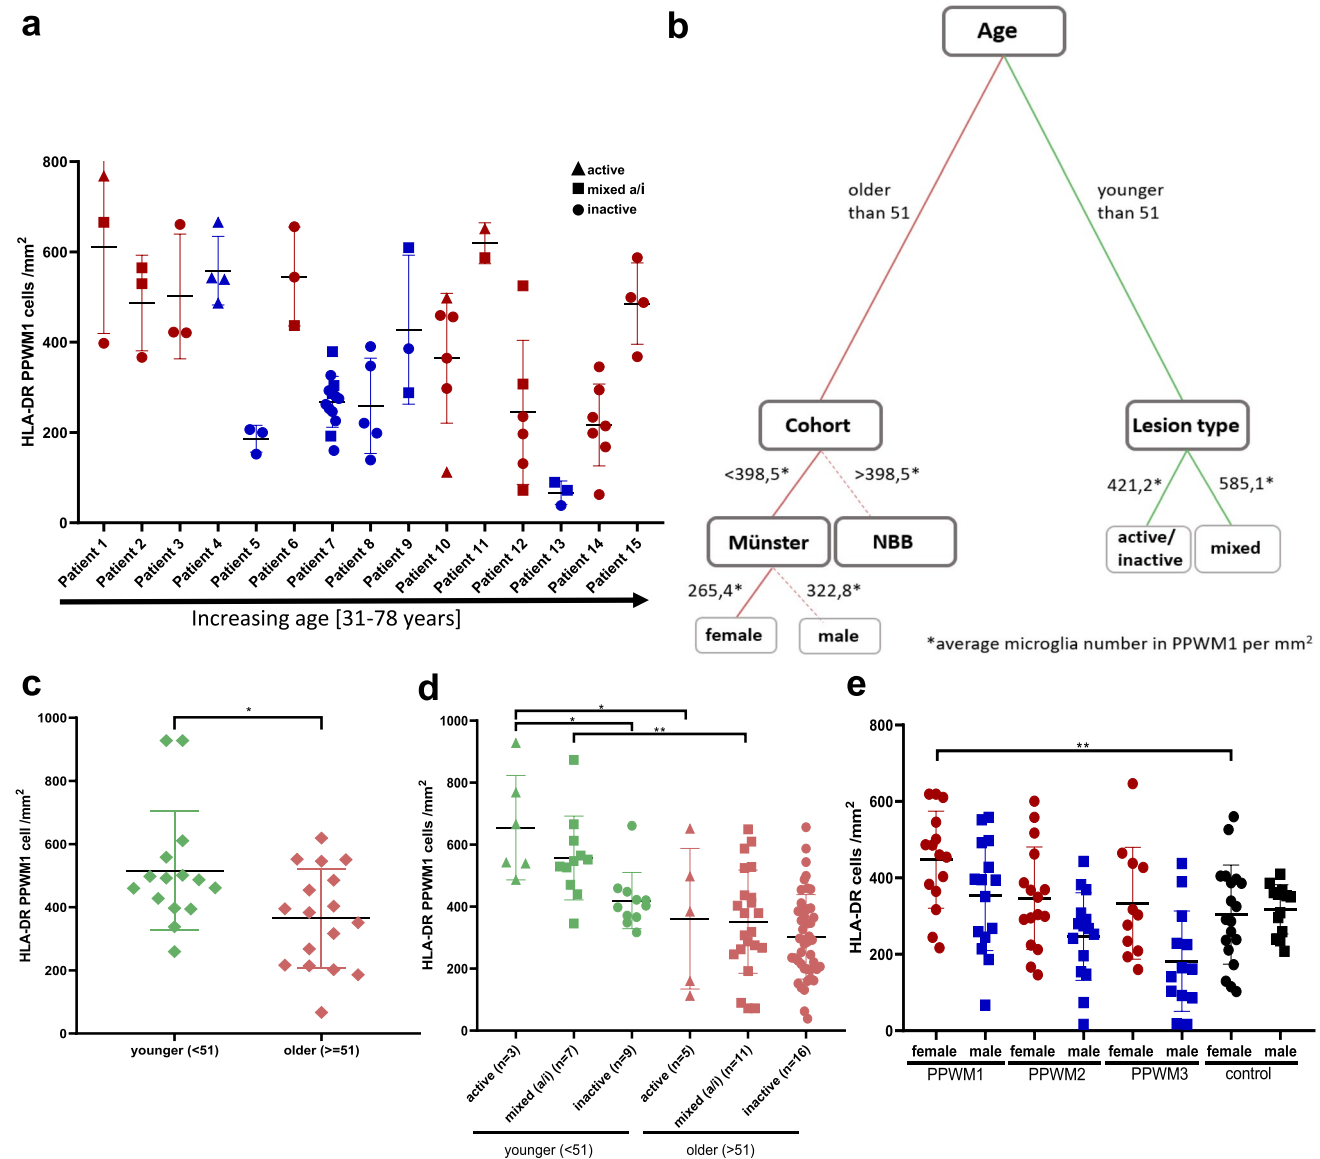 a
800
600
400
200
0
HLA-DR PPWM1 cells /mm2
active
mixed a/i
inactive
Patient 1
Patient 2
Patient 3
Patient 4
Patient 5
Patient 6
Patient 7
Patient 8
Patient 9
Patient 10
Patient 11
Patient 12
Patient 13
Patient 14
Patient 15
Increasing age [31-78 years]
b
Age
older
than 51
younger
than 51
Cohort
Lesion type
<398,5*
>398,5*
421,2*
585,1*
Münster
NBB
active/
inactive
mixed
265,4*
322,8*
female
male
*average microglia number in PPWM1 per mm2
c
1000
800
600
400
200
0
HLA-DR PPWM1 cell /mm2
*
younger (<51)
older (>=51)
d
1000
800
600
400
200
0
HLA-DR PPWM1 cells /mm2
*
*
**
active (n=3)
mixed (a/i) (n=7)
inactive (n=9)
active (n=5)
mixed (a/i) (n=11)
inactive (n=16)
younger (<51)
older (>51)
e
800
600
400
200
0
HLA-DR cells /mm2
**
female
male
female
male
female
male
female
male
PPWM1
PPWM2
PPWM3
control